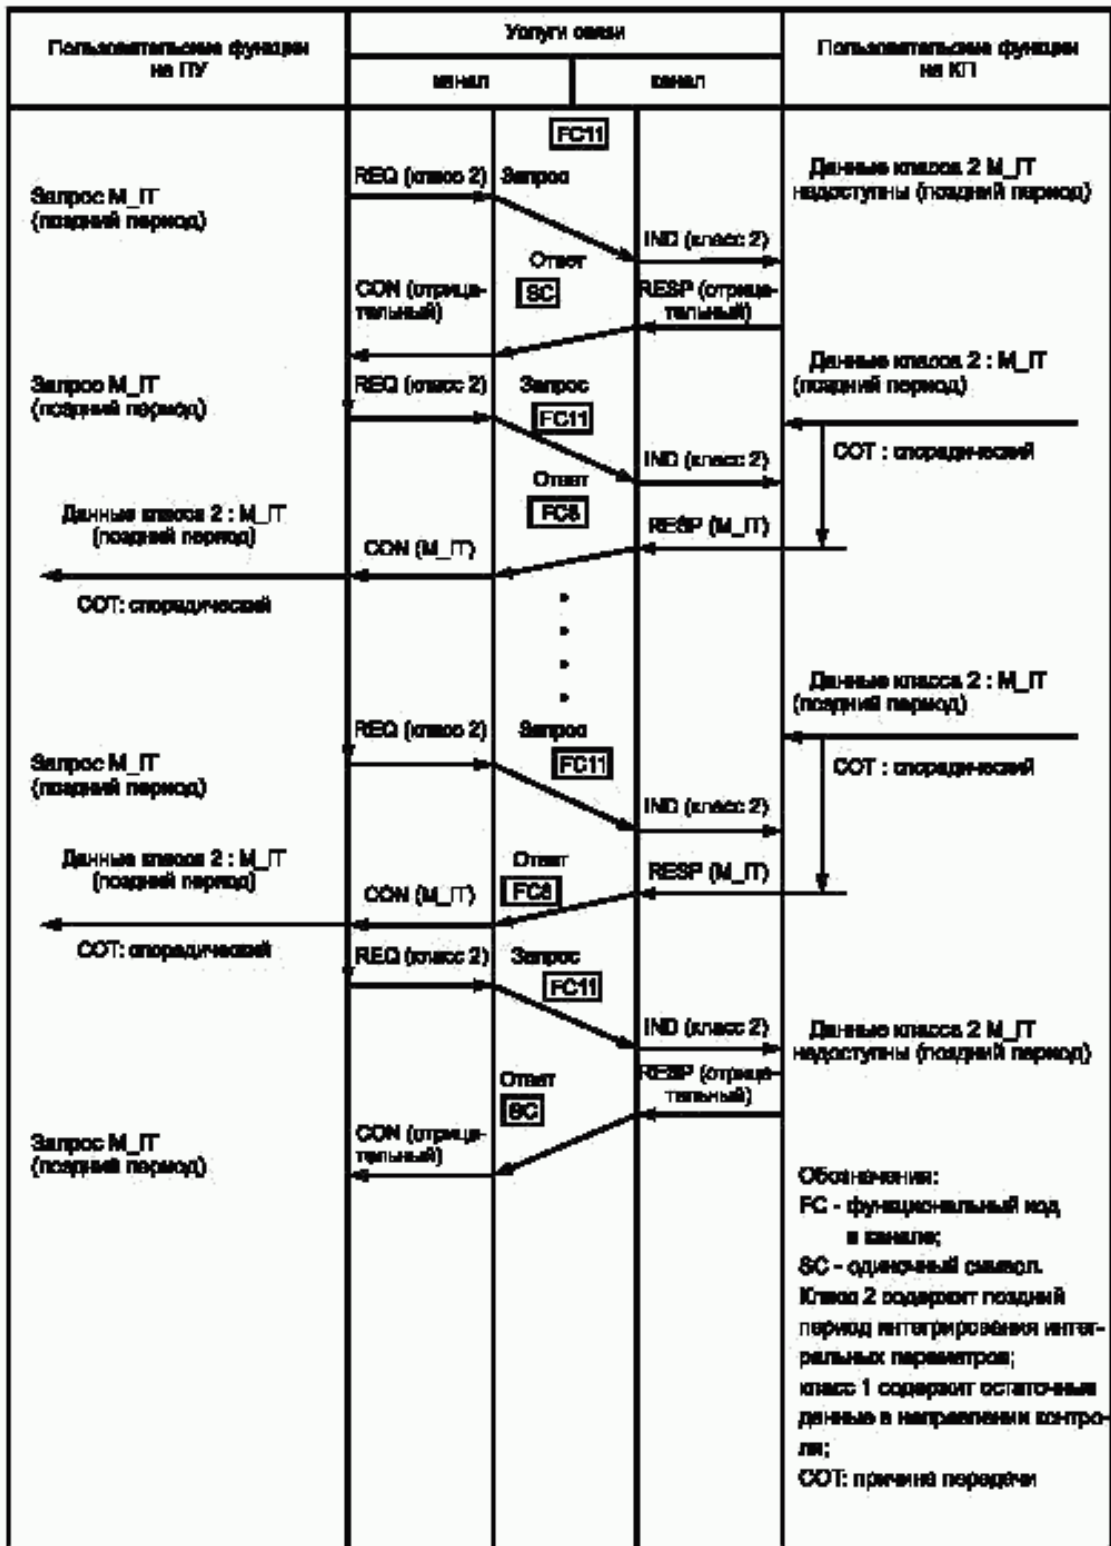 Пользовательские функции
на ПУ
Услуги связи
канал
канал
Пользовательские функции
на КП
FC11
REQ (класс 2)
Запрос
Данные класса 2 M_IT
надоступны (поздний период)
Запрос M_IT
(поздний период)
IND (класс 2)
Ответ
SC
CON (отрица-
тельный)
RESP (отрица-
тельный)
Данные класса 2 : M_IT
(поздний период)
Запрос M_IT
(поздний период)
REQ (класс 2)
Запрос
FC11
COT : спорадический
IND (класс 2)
Ответ
FC8
Данные класса 2 : M_IT
(поздний период)
CON (M_IT)
RESP (M_IT)
COT: спорадический
Данные класса 2 : M_IT
(поздний период)
REQ (класс 2)
Запрос
FC11
COT : спорадический
Запрос M_IT
(поздний период)
IND (класс 2)
Данные класса 2 : M_IT
(поздний период)
Ответ
FC8
CON (M_IT)
RESP (M_IT)
COT: спорадический
REQ (класс 2)
Запрос
FC11
IND (класс 2)
Данные класса 2 M_IT
надоступны (поздний период)
RESP (отрица-
тельный)
Ответ
SC
CON (отрица-
тельный)
Запрос M_IT
(поздний период)
Обозначения:
FC - функциональный код
в канале;
SC - одиночный символ.
Класс 2 содержит поздний
период интегрирования интег-
ральных параметров;
класс 1 содержит остаточные
данные в направлении контро-
ля;
COT: причина передачи